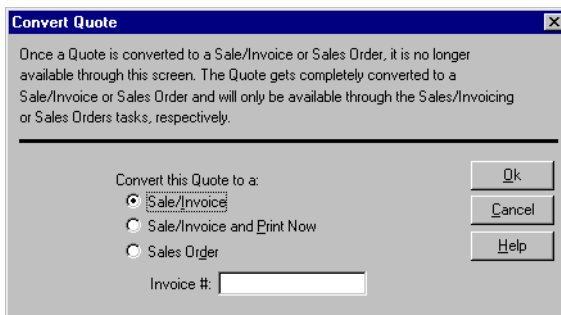 Convert Quote
Once a Quote is converted to a Sale/Invoice or Sales Order, it is no longer
available through this screen. The Quote gets completely converted to a
Sale/Invoice or Sales Order and will only be available through the Sales/Invoicing
or Sales Orders tasks, respectively.
Convert this Quote to a:
Sale/Invoice
Sale/Invoice and Print Now
Sales Order
Invoice #:
Ok
Cancel
Help